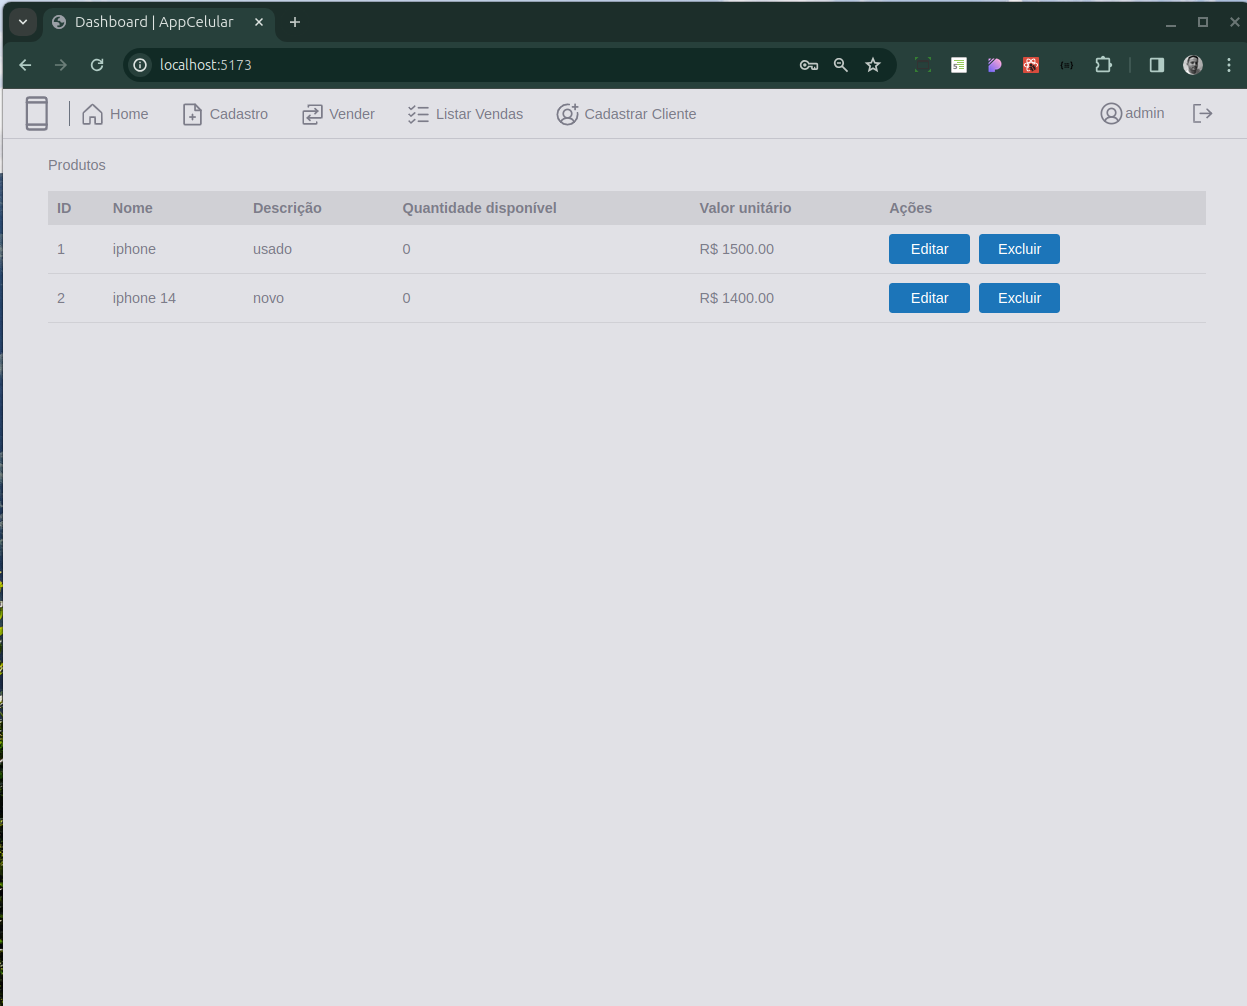 Dashboard | AppCelular
localhost:5173
Home Cadastro Vender Listar Vendas Cadastrar Cliente admin
Produtos
ID Nome Descrição Quantidade disponível Valor unitário Ações
1 iphone usado 0 R$ 1500.00 Editar Excluir
2 iphone 14 novo 0 R$ 1400.00 Editar Excluir